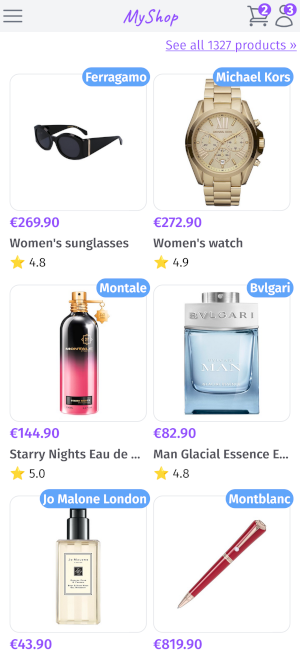 MyShop
2
3
See all 1327 products »
Ferragamo
€269.90
Women's sunglasses
4.8
Michael Kors
€272.90
Women's watch
4.9
Montale
€144.90
Starry Nights Eau de ...
5.0
BVLGARI
MAN
Bvlgari
€82.90
Man Glacial Essence E...
4.8
Jo Malone London
JO MALONE
€43.90
Montblanc
€819.90